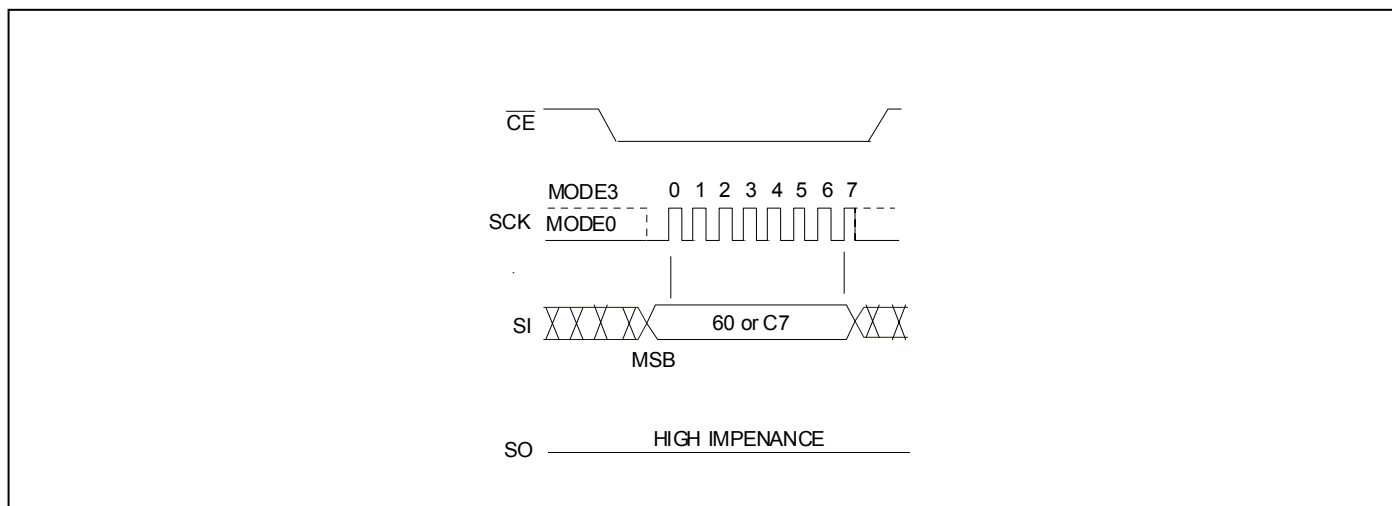 CE
MODE3 0 1 2 3 4 5 6 7
SCK MODE0
SI 60 or C7
MSB
SO HIGH IMPENANCE